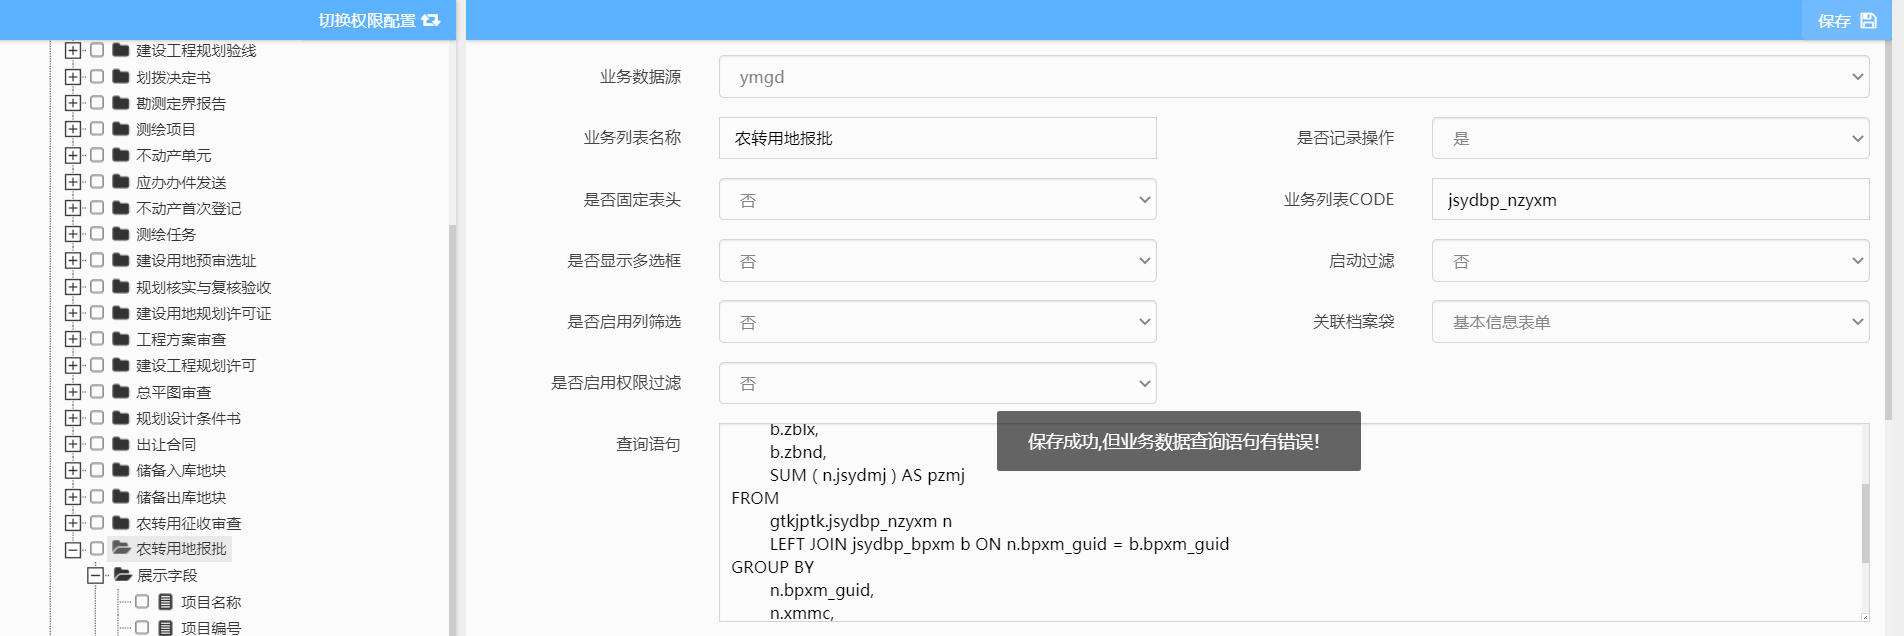 切换权限配置
保存
建设工程规划验线
划拨决定书
勘测定界报告
测绘项目
不动产单元
应办办件发送
不动产首次登记
测绘任务
建设用地预审选址
规划核实与复核验收
建设用地规划许可证
工程方案审查
建设工程规划许可
总平图审查
规划设计条件书
出让合同
储备入库地块
储备出库地块
农转用征收审查
农转用地报批
展示字段
项目名称
项目编号
业务数据源 ymgd
业务列表名称 农转用地报批 是否记录操作 是
是否固定表头 否 业务列表CODE jsydbp_nzyxm
是否显示多选框 否 启动过滤 否
是否启用列筛选 否 关联档案袋 基本信息表单
是否启用权限过滤 否
保存成功,但业务数据查询语句有错误!
查询语句
b.zblx,
b.zbnd,
SUM ( n.jsydmj ) AS pzmj
FROM
gtkjptk.jsydbp_nzyxm n
LEFT JOIN jsydbp_bpxm b ON n.bpxm_guid = b.bpxm_guid
GROUP BY
n.bpxm_guid,
n.xmmc,